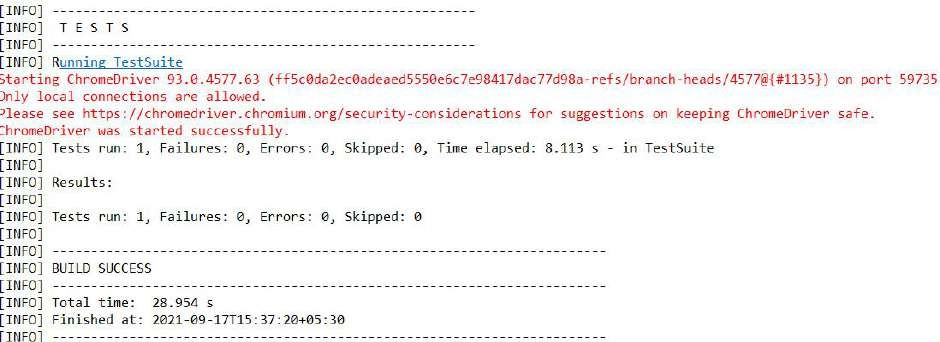 [INFO] -------------------------------------------------------
[INFO]  T E S T S
[INFO] -------------------------------------------------------
[INFO] Running TestSuite
Starting ChromeDriver 93.0.4577.63 (ff5c0da2ec0adeaed5550e6c7e98417dac77d98a-refs/branch-heads/4577@{#1135}) on port 59735
Only local connections are allowed.
Please see https://chromedriver.chromium.org/security-considerations for suggestions on keeping ChromeDriver safe.
ChromeDriver was started successfully.
[INFO] Tests run: 1, Failures: 0, Errors: 0, Skipped: 0, Time elapsed: 8.113 s - in TestSuite
[INFO]
[INFO] Results:
[INFO]
[INFO] Tests run: 1, Failures: 0, Errors: 0, Skipped: 0
[INFO]
[INFO] ------------------------------------------------------------------------
[INFO] BUILD SUCCESS
[INFO] ------------------------------------------------------------------------
[INFO] Total time:  28.954 s
[INFO] Finished at: 2021-09-17T15:37:20+05:30
[INFO] ------------------------------------------------------------------------